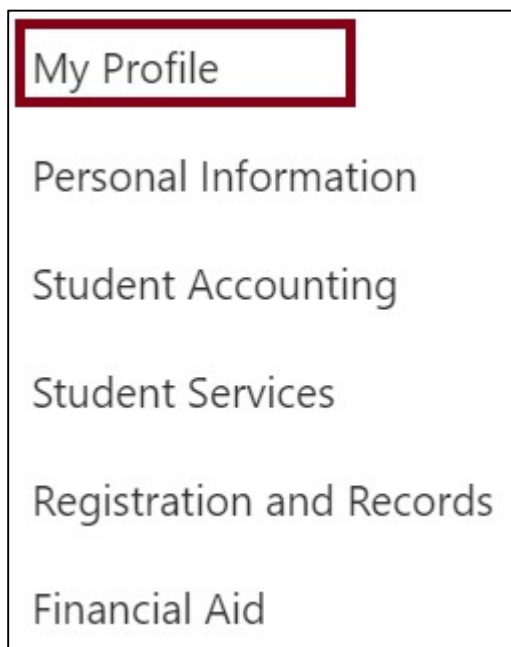 My Profile
Personal Information
Student Accounting
Student Services
Registration and Records
Financial Aid